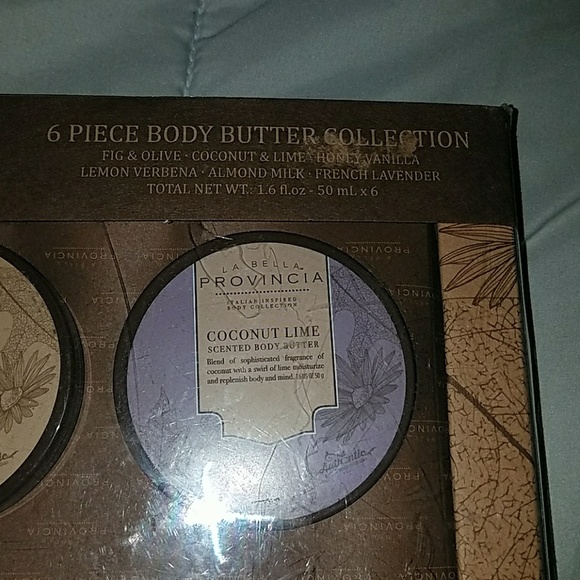 6 PIECE BODY BUTTER COLLECTION
FIG & OLIVE · COCONUT & LIME · HONEY VANILLA
LEMON VERBENA · ALMOND MILK · FRENCH LAVENDER
TOTAL NET WT: 1.6 fl.oz - 50 mL x 6
LA BELLA
PROVINCIA
ITALIAN INSPIRED
BODY COLLECTION
COCONUT LIME
SCENTED BODY BUTTER
Blend of sophisticated fragrance of
coconut with a swirl of lime moisturize
and replenish body and mind.
Authentic
PROVINCIA